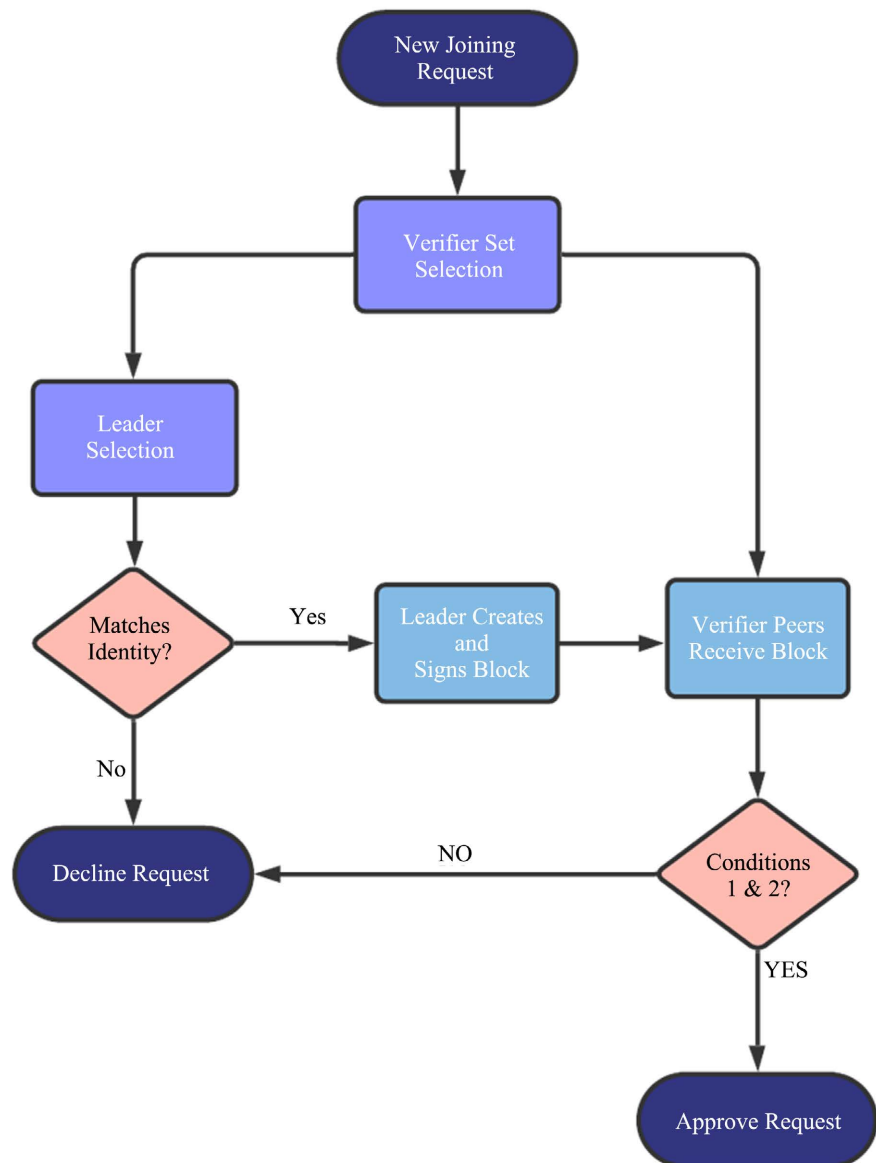 New Joining
Request
Verifier Set
Selection
Leader
Selection
Matches
Identity?
Yes
Leader Creates
and
Signs Block
Verifier Peers
Receive Block
No
Decline Request
NO
Conditions
1 & 2?
YES
Approve Request